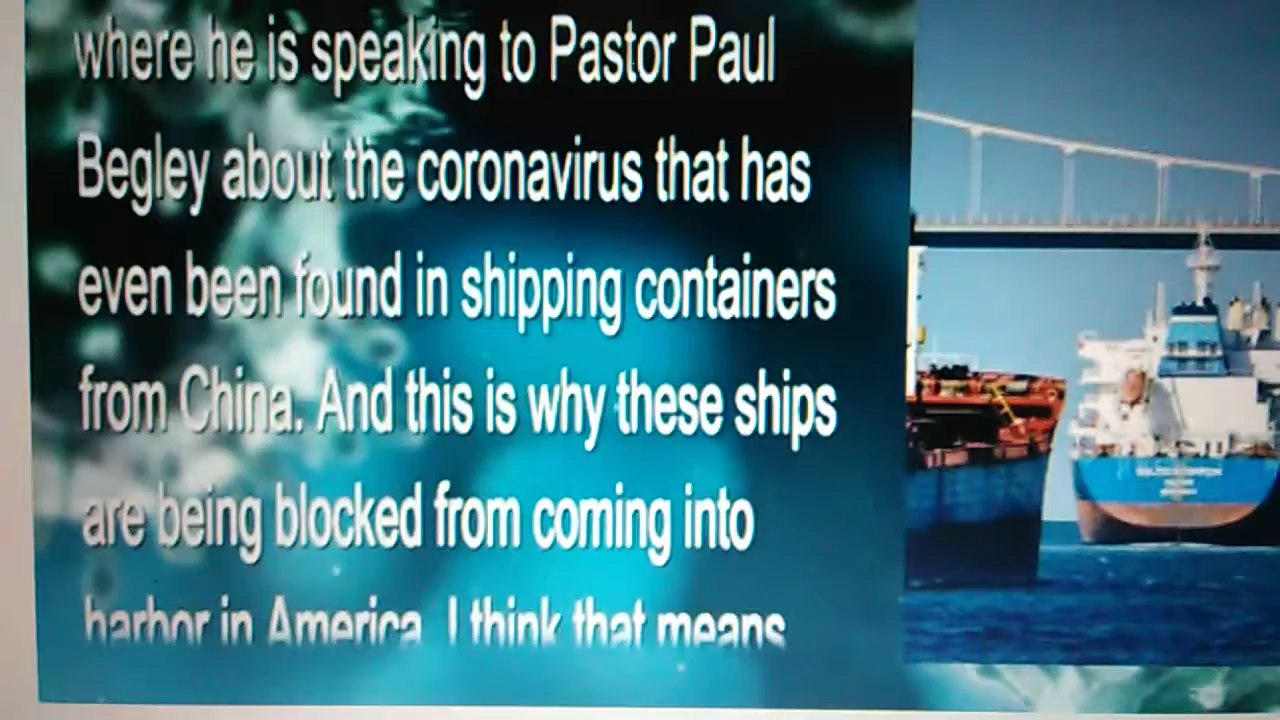 where he is speaking to Pastor Paul
Begley about the coronavirus that has
even been found in shipping containers
from China. And this is why these ships
are being blocked from coming into
harbor in America. I think that means